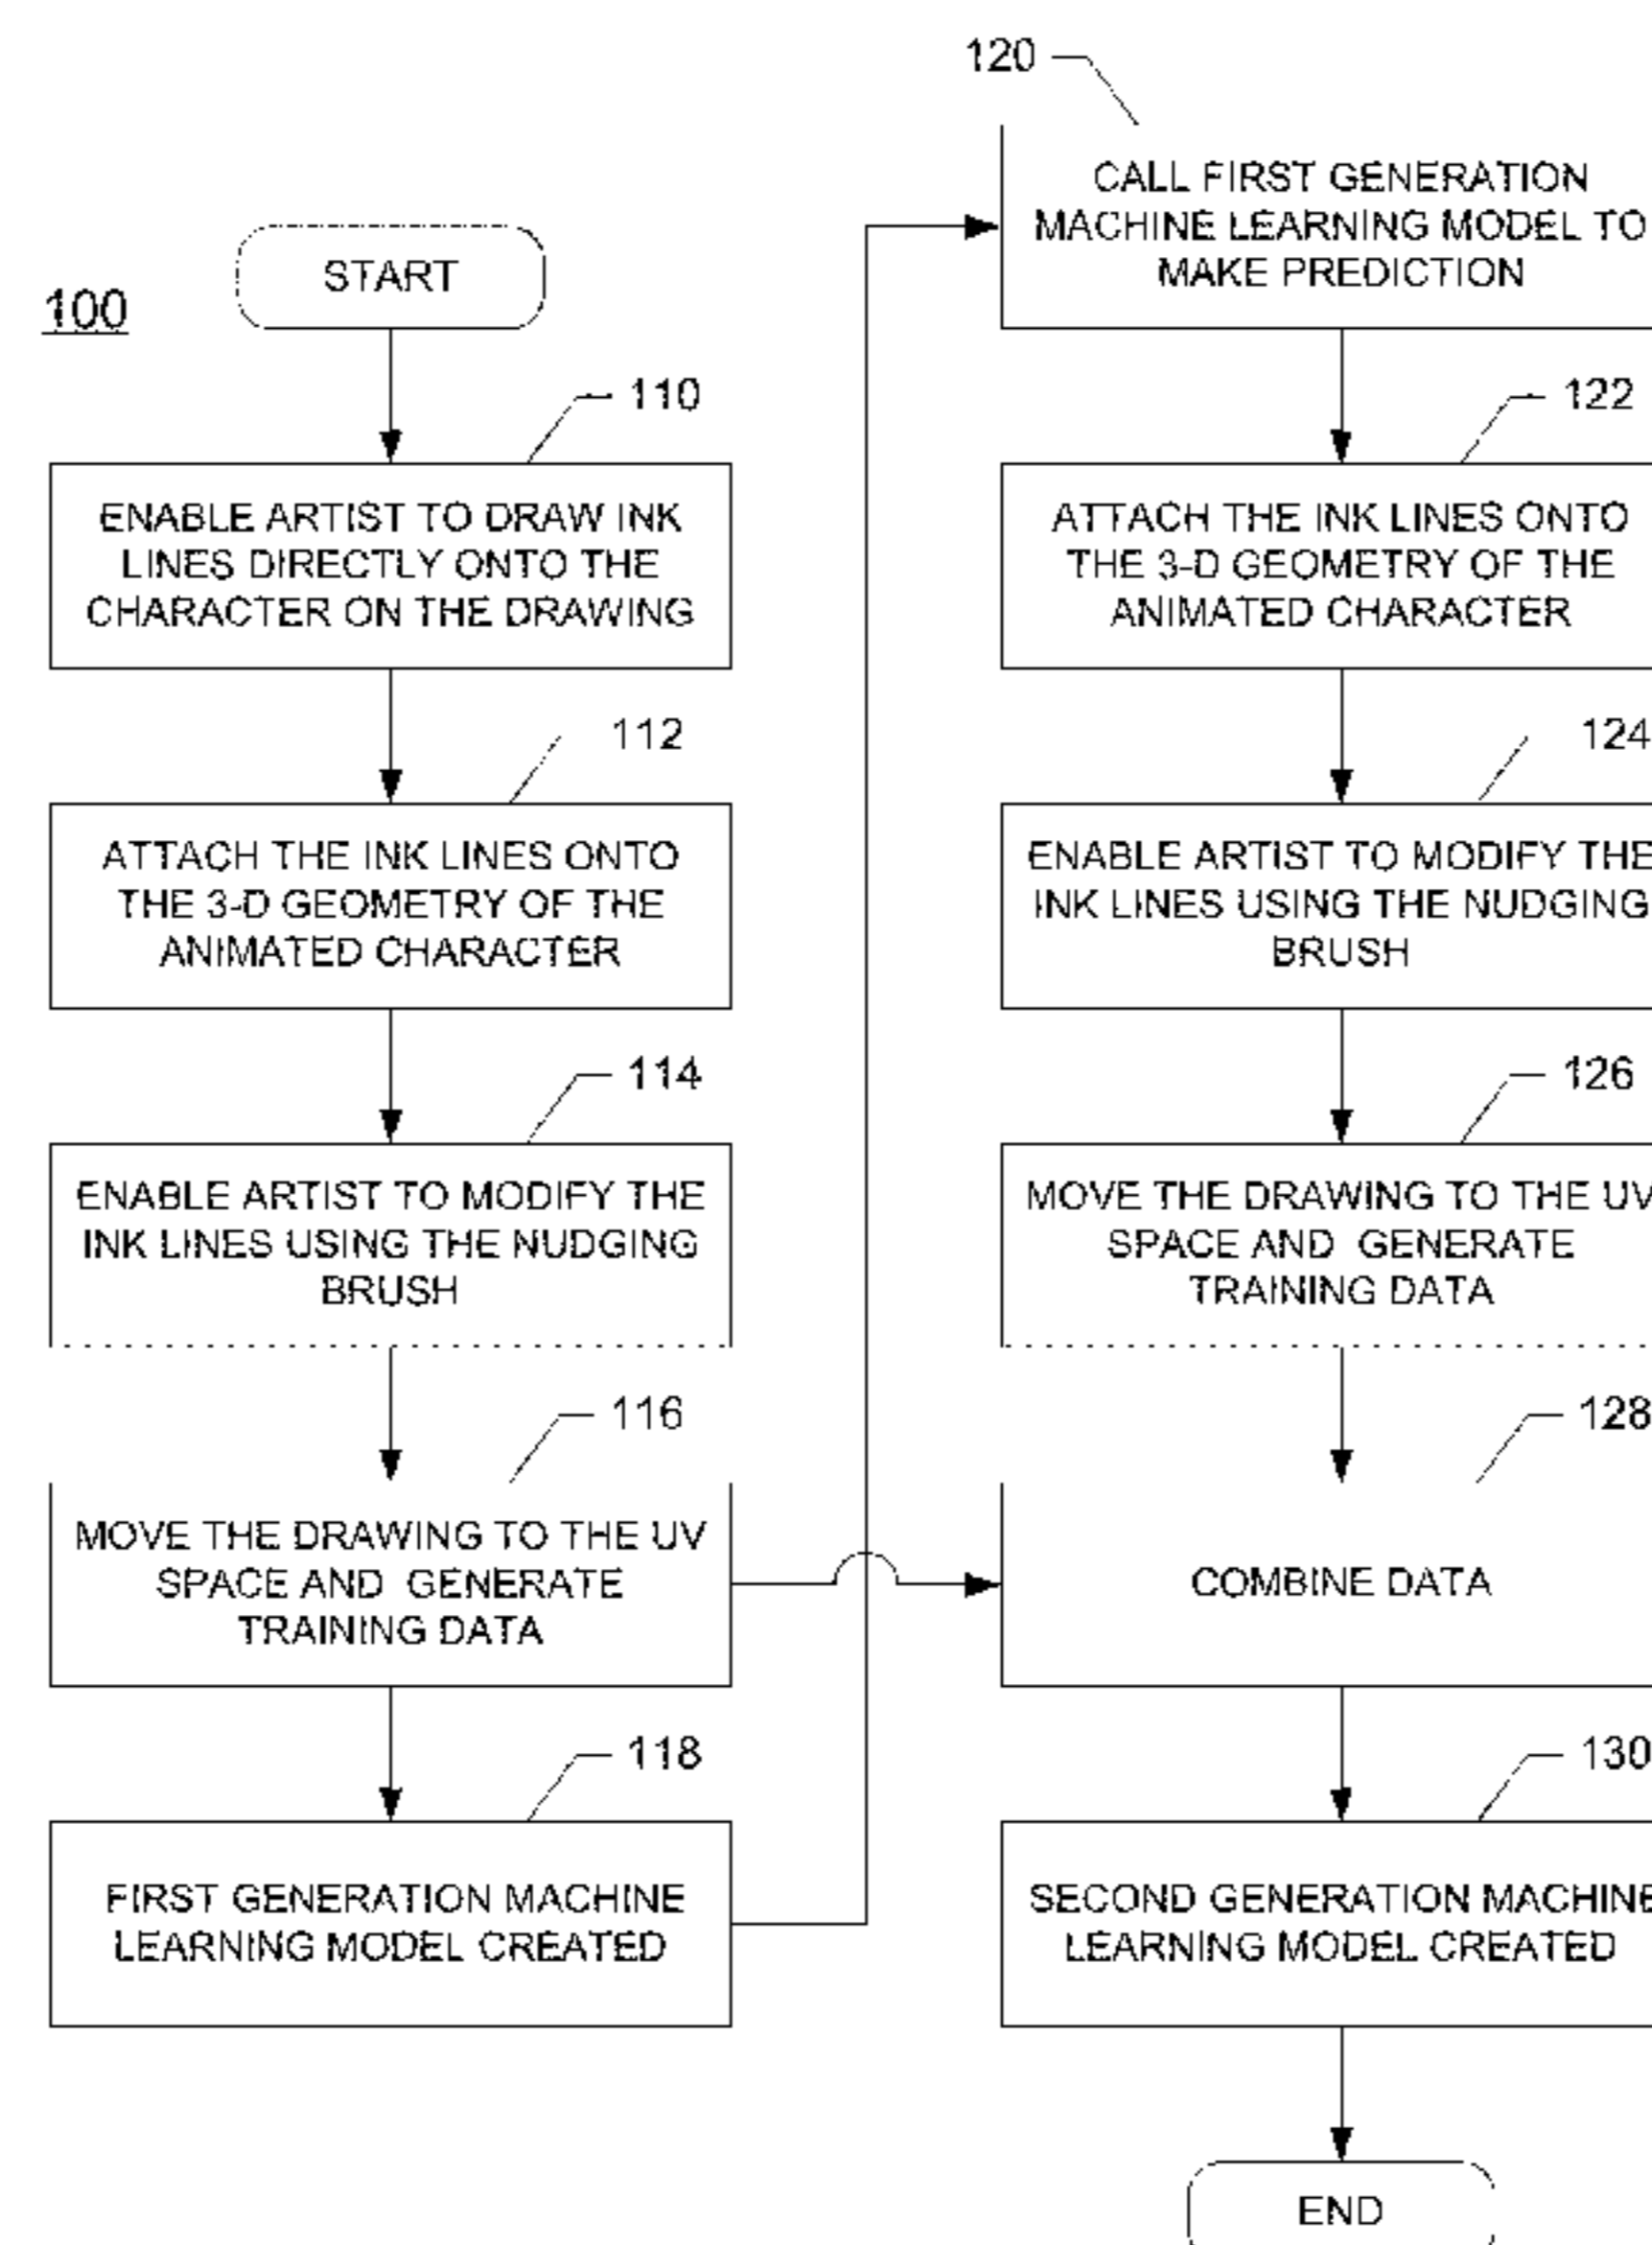 100
START
110
ENABLE ARTIST TO DRAW INK
LINES DIRECTLY ONTO THE
CHARACTER ON THE DRAWING
112
ATTACH THE INK LINES ONTO
THE 3-D GEOMETRY OF THE
ANIMATED CHARACTER
114
ENABLE ARTIST TO MODIFY THE
INK LINES USING THE NUDGING
BRUSH
116
MOVE THE DRAWING TO THE UV
SPACE AND GENERATE
TRAINING DATA
118
FIRST GENERATION MACHINE
LEARNING MODEL CREATED
120
CALL FIRST GENERATION
MACHINE LEARNING MODEL TO
MAKE PREDICTION
122
ATTACH THE INK LINES ONTO
THE 3-D GEOMETRY OF THE
ANIMATED CHARACTER
124
ENABLE ARTIST TO MODIFY THE
INK LINES USING THE NUDGING
BRUSH
126
MOVE THE DRAWING TO THE UV
SPACE AND GENERATE
TRAINING DATA
128
COMBINE DATA
130
SECOND GENERATION MACHINE
LEARNING MODEL CREATED
END